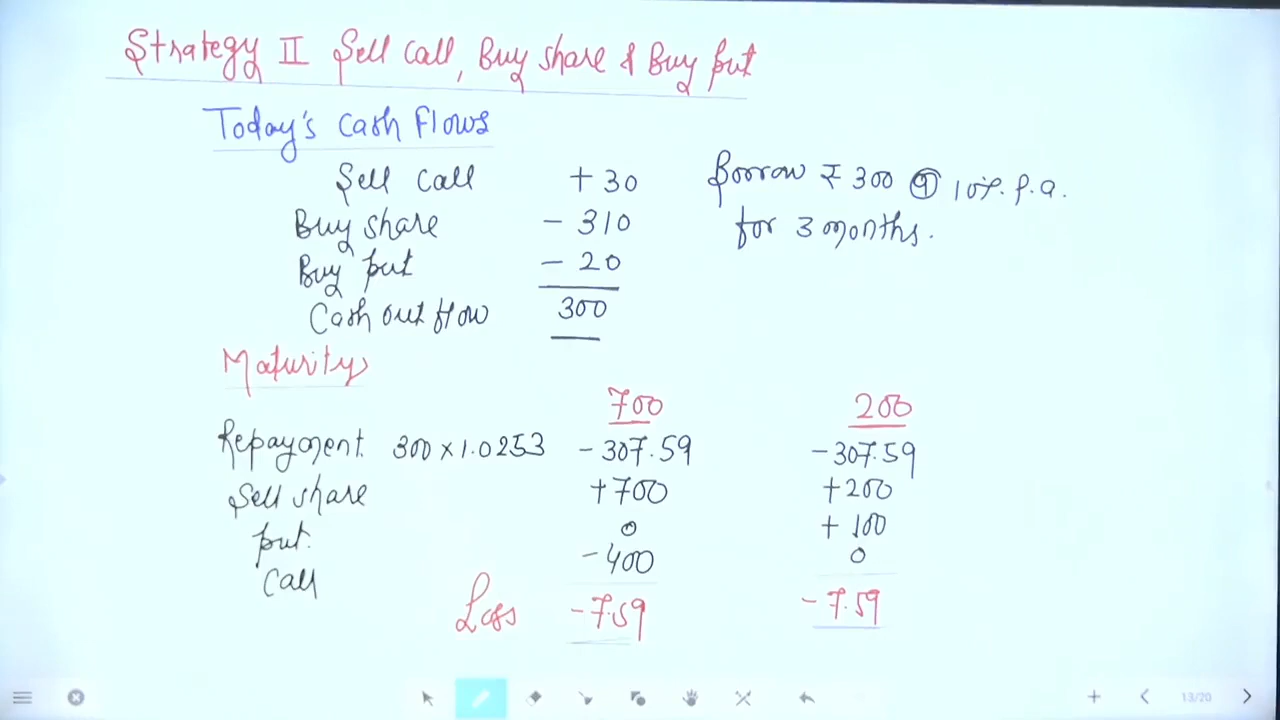 Strategy II Sell call, Buy share & Buy put
Today's Cash Flows
Sell call +30
Buy share -310
Buy put -20
Cash out flow 300
Borrow ₹ 300 @ 10% p.a.
for 3 months.
Maturity
700 200
Repayment 300 × 1.0253 -307.59 -307.59
Sell share +700 +200
put. 0 +100
Call -400 0
Loss -7.59 -7.59
13/20